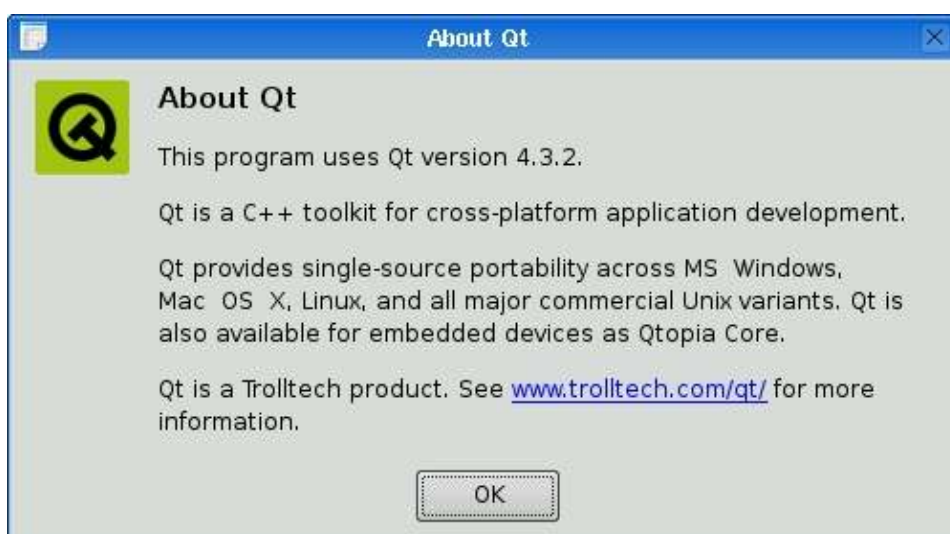 About Qt
About Qt
This program uses Qt version 4.3.2.
Qt is a C++ toolkit for cross-platform application development.
Qt provides single-source portability across MS Windows,
Mac OS X, Linux, and all major commercial Unix variants. Qt is
also available for embedded devices as Qtopia Core.
Qt is a Trolltech product. See www.trolltech.com/qt/ for more
information.
OK